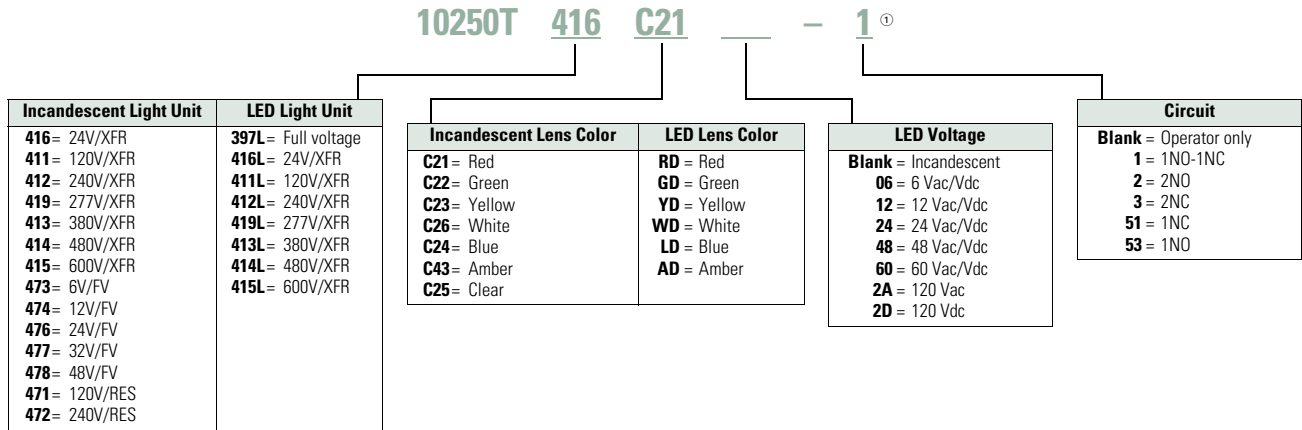 10250T 416 C21 ___ – 1 ①
Incandescent Light Unit
416 = 24V/XFR
411 = 120V/XFR
412 = 240V/XFR
419 = 277V/XFR
413 = 380V/XFR
414 = 480V/XFR
415 = 600V/XFR
473 = 6V/FV
474 = 12V/FV
476 = 24V/FV
477 = 32V/FV
478 = 48V/FV
471 = 120V/RES
472 = 240V/RES
LED Light Unit
397L = Full voltage
416L = 24V/XFR
411L = 120V/XFR
412L = 240V/XFR
419L = 277V/XFR
413L = 380V/XFR
414L = 480V/XFR
415L = 600V/XFR
Incandescent Lens Color
C21 = Red
C22 = Green
C23 = Yellow
C26 = White
C24 = Blue
C43 = Amber
C25 = Clear
LED Lens Color
RD = Red
GD = Green
YD = Yellow
WD = White
LD = Blue
AD = Amber
LED Voltage
Blank = Incandescent
06 = 6 Vac/Vdc
12 = 12 Vac/Vdc
24 = 24 Vac/Vdc
48 = 48 Vac/Vdc
60 = 60 Vac/Vdc
2A = 120 Vac
2D = 120 Vdc
Circuit
Blank = Operator only
1 = 1NO-1NC
2 = 2NO
3 = 2NC
51 = 1NC
53 = 1NO